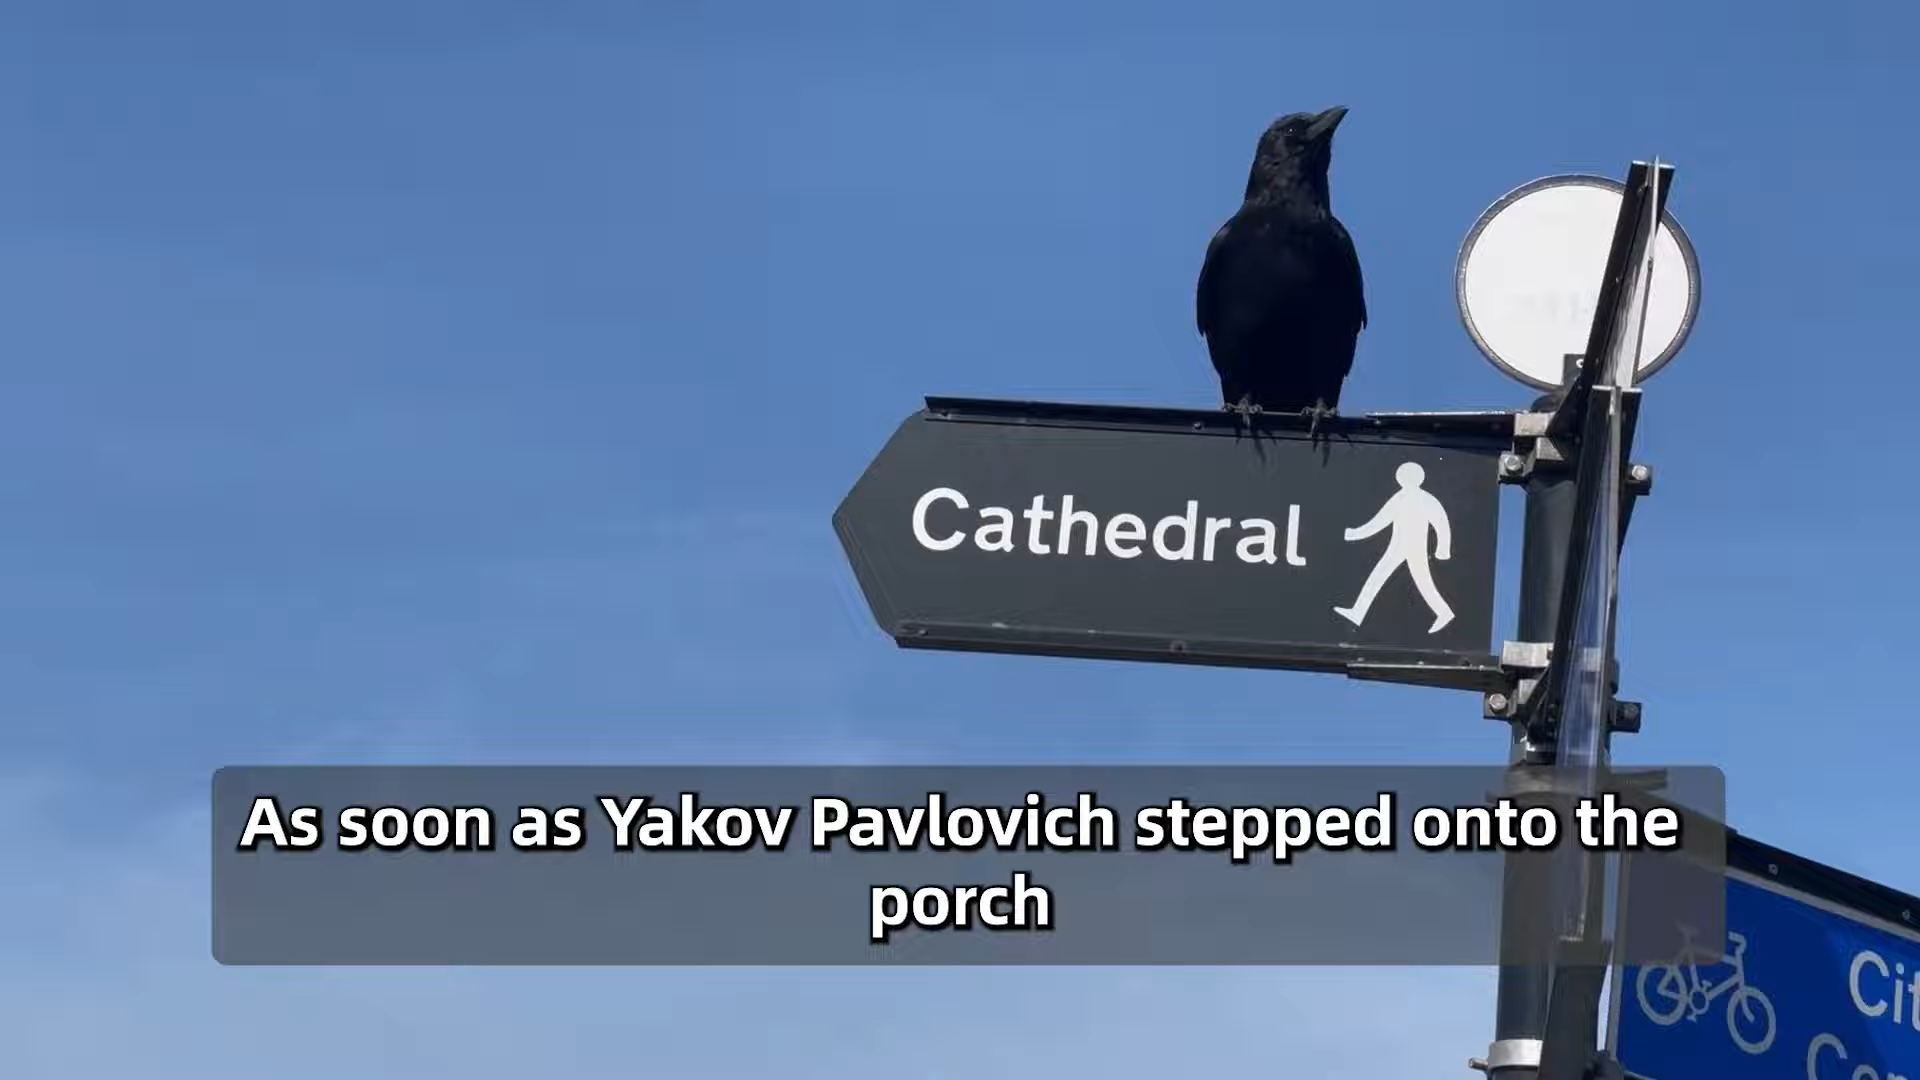 Cathedral
As soon as Yakov Pavlovich stepped onto the
porch